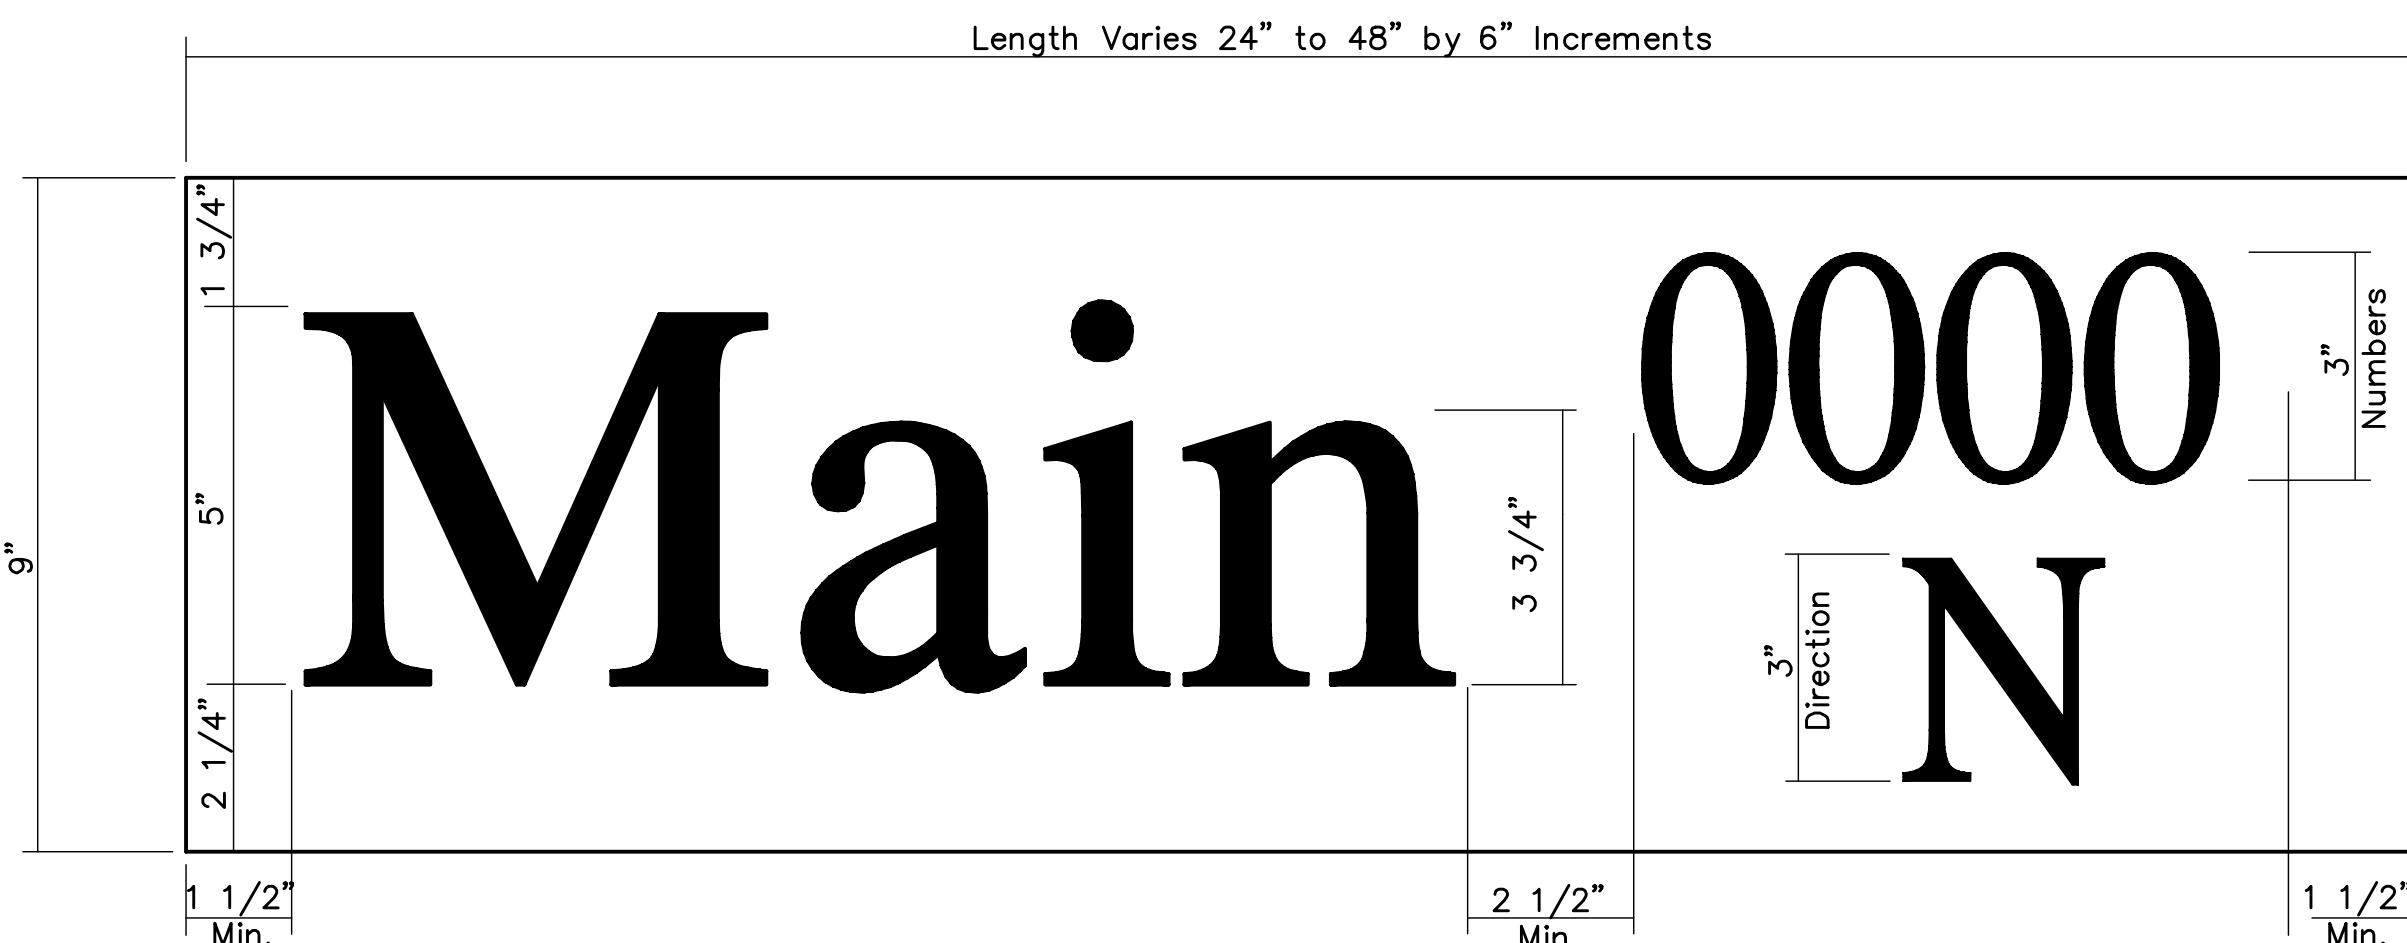 Length Varies 24” to 48” by 6” Increments
9”
1 3/4”
5”
2 1/4”
Main
3 3/4”
0000
3”
Numbers
3”
Direction
N
1 1/2”
Min.
2 1/2”
Min
1 1/2”
Min.